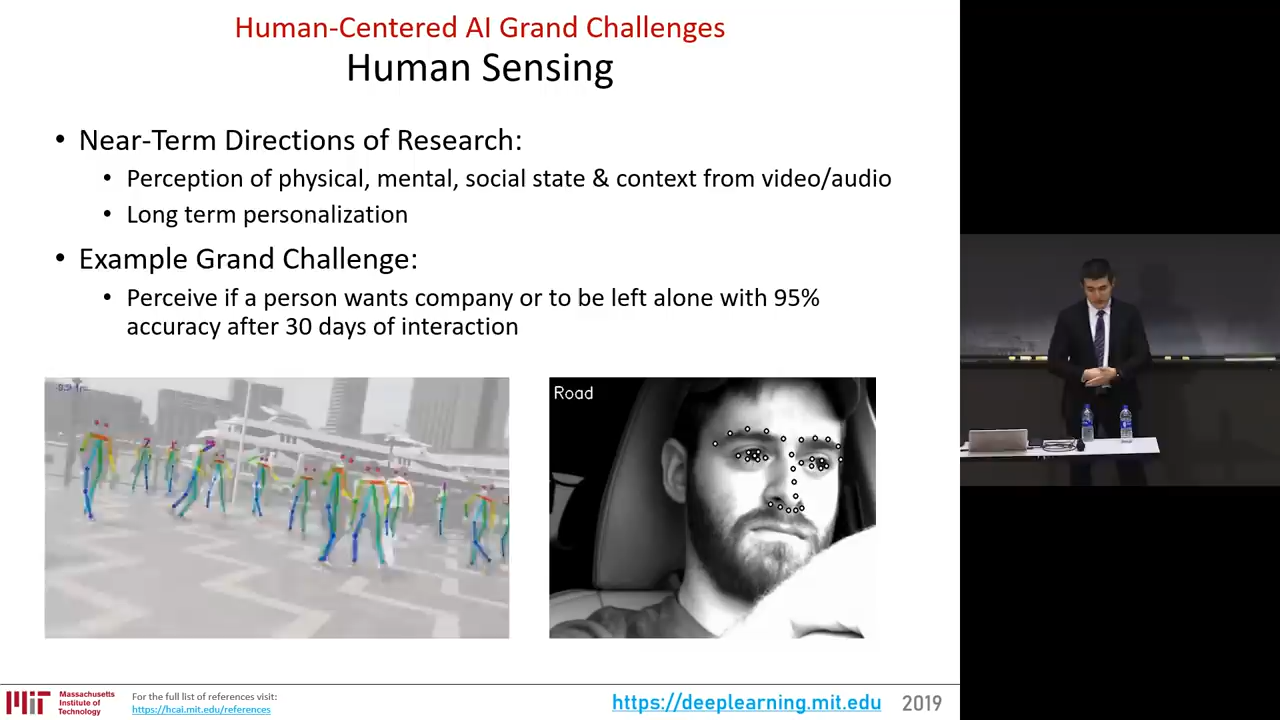 Human-Centered AI Grand Challenges
Human Sensing
• Near-Term Directions of Research:
• Perception of physical, mental, social state & context from video/audio
• Long term personalization
• Example Grand Challenge:
• Perceive if a person wants company or to be left alone with 95%
accuracy after 30 days of interaction
Road
Massachusetts
Institute of
Technology
For the full list of references visit:
https://hcai.mit.edu/references
https://deeplearning.mit.edu 2019